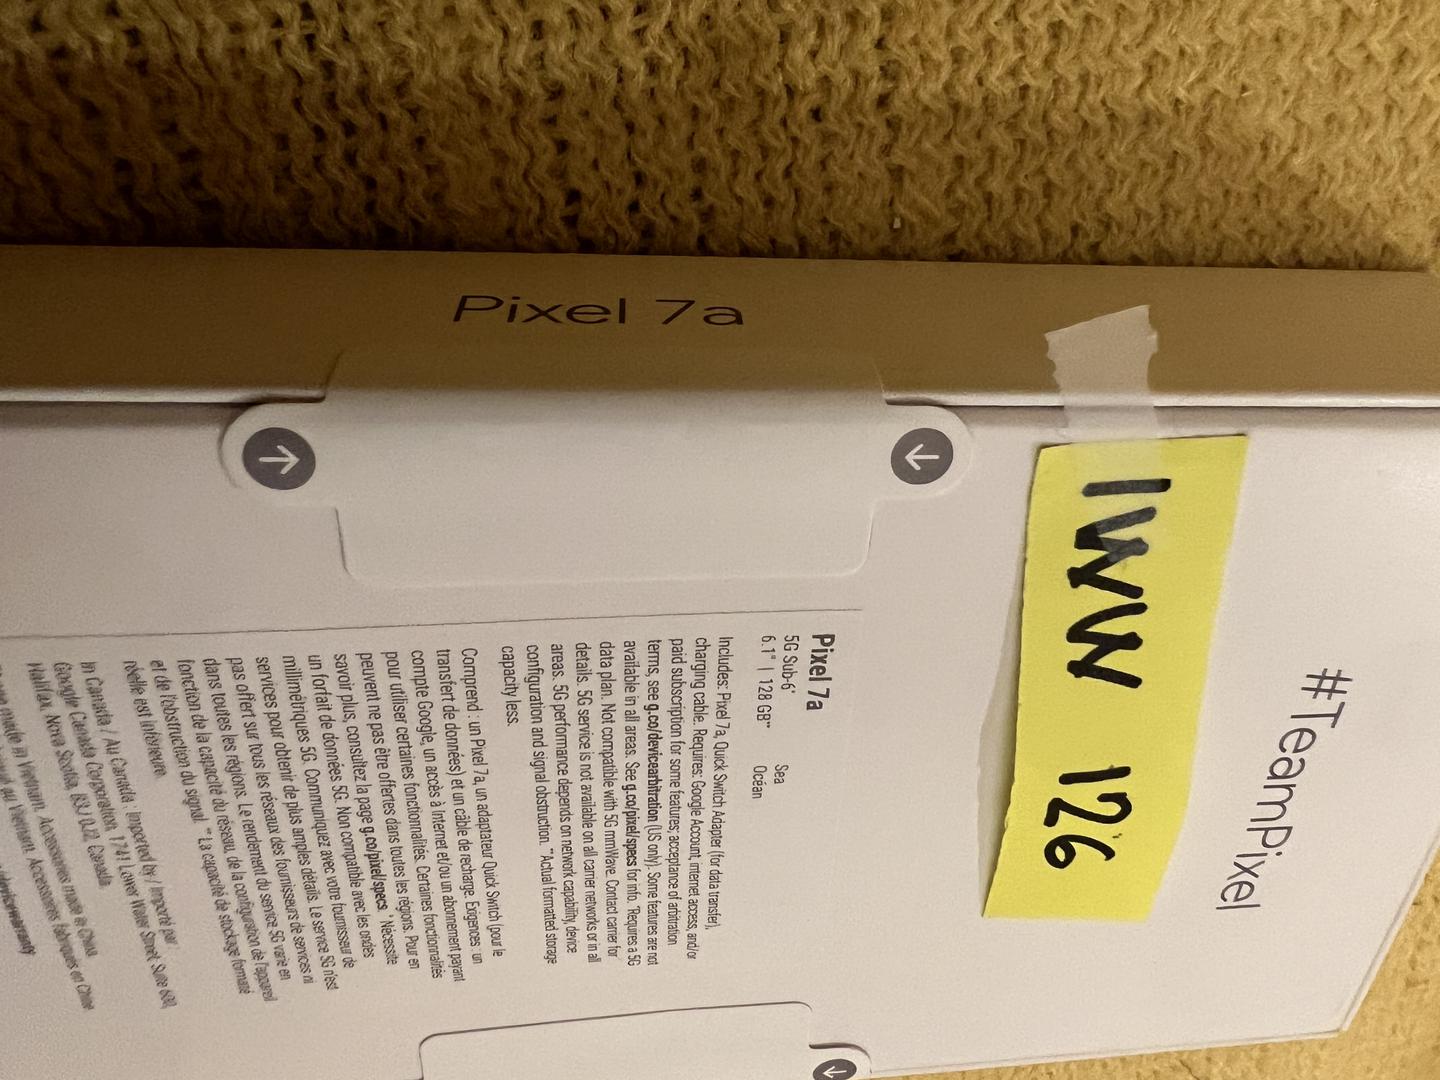 Pixel 7a
IWW 126
#TeamPixel
Pixel 7a
5G Sub-6*
6.1" | 128 GB** Sea
Océan
Includes: Pixel 7a, Quick Switch Adapter (for data transfer),
charging cable. Requires: Google Account, internet access, and/or
paid subscription for some features; acceptance of arbitration
terms, see g.co/devicearbitration (US only). Some features are not
available in all areas. See g.co/pixel/specs for info. *Requires a 5G
data plan. Not compatible with 5G mmWave. Contact carrier for
details. 5G service is not available on all carrier networks or in all
areas. 5G performance depends on network capability, device
configuration and signal obstruction. **Actual formatted storage
capacity less.
Comprend : un Pixel 7a, un adaptateur Quick Switch (pour le
transfert de données) et un câble de recharge. Exigences : un
compte Google, un accès à Internet et/ou un abonnement payant
pour utiliser certaines fonctionnalités. Certaines fonctionnalités
peuvent ne pas être offertes dans toutes les régions. Pour en
savoir plus, consultez la page g.co/pixel/specs. *Nécessite
un forfait de données 5G. Non compatible avec les ondes
millimétriques 5G. Communiquez avec votre fournisseur de
services pour obtenir de plus amples détails. Le service 5G n'est
pas offert sur tous les réseaux des fournisseurs de services ni
dans toutes les régions. Le rendement du service 5G varie en
fonction de la capacité du réseau, de la configuration de l'appareil
et de l'obstruction du signal. **La capacité de stockage formaté
réelle est inférieure.
In Canada / Au Canada : Imported by / Importé par :
Google Canada Corporation, 1741 Lower Water Street, Suite 600,
Halifax, Nova Scotia, B3J 0J2, Canada
made in Vietnam. Accessories made in China
au Vietnam. Accessoires fabriqués en Chine